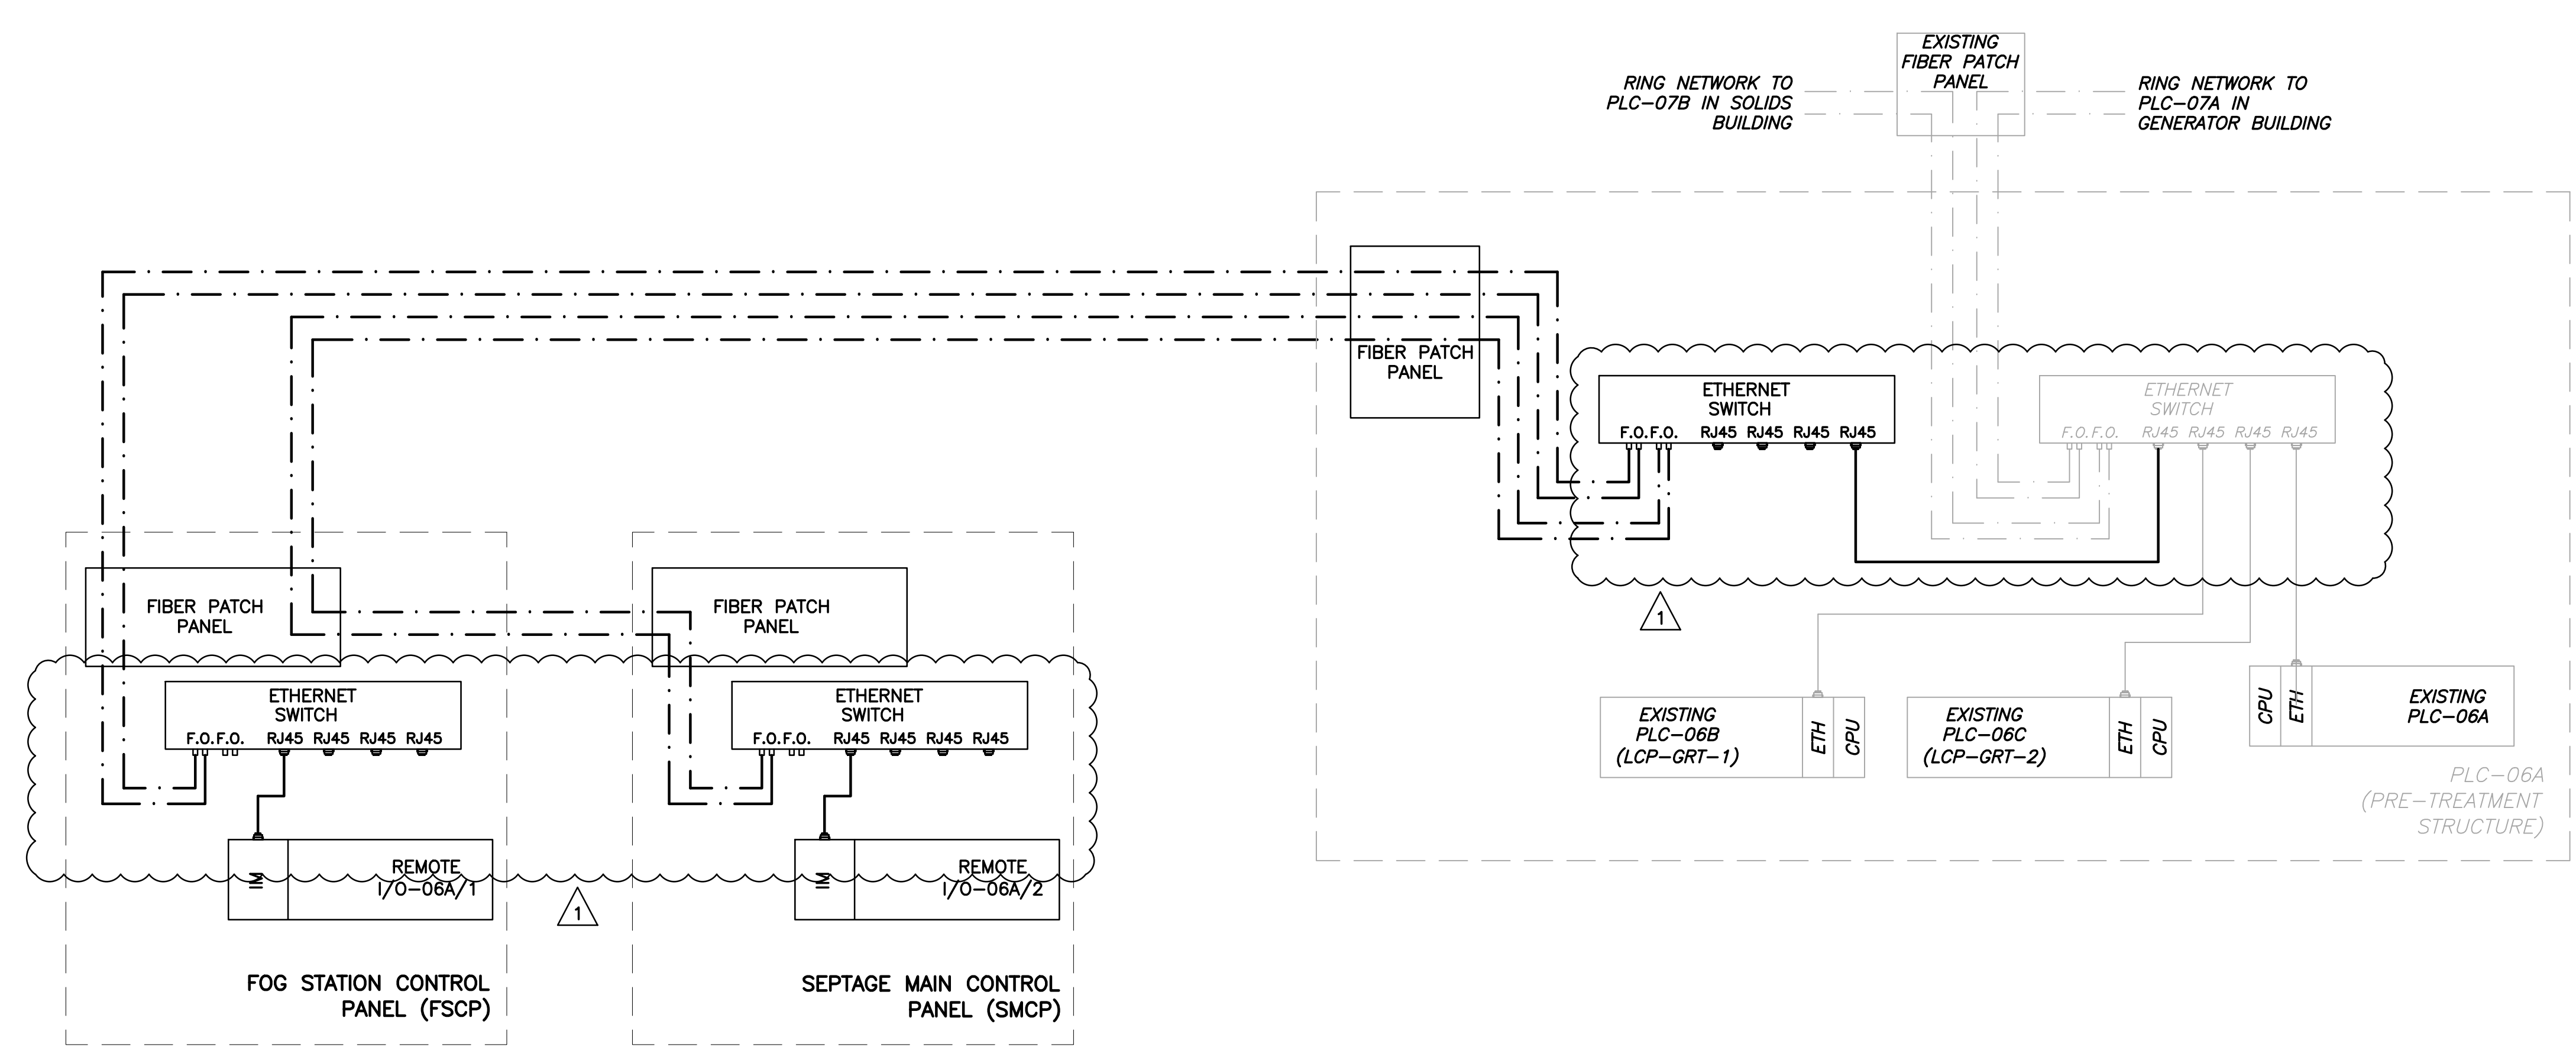 EXISTING
FIBER PATCH
PANEL
RING NETWORK TO
PLC-07B IN SOLIDS
BUILDING
RING NETWORK TO
PLC-07A IN
GENERATOR BUILDING
FIBER PATCH
PANEL
ETHERNET
SWITCH
F.O.F.O. RJ45 RJ45 RJ45 RJ45
ETHERNET
SWITCH
F.O.F.O. RJ45 RJ45 RJ45 RJ45
1
EXISTING
PLC-06B
(LCP-GRT-1)
ETH
CPU
EXISTING
PLC-06C
(LCP-GRT-2)
ETH
CPU
CPU
ETH
EXISTING
PLC-06A
PLC-06A
(PRE-TREATMENT
STRUCTURE)
FIBER PATCH
PANEL
ETHERNET
SWITCH
F.O.F.O. RJ45 RJ45 RJ45 RJ45
IM
REMOTE
I/O-06A/1
FOG STATION CONTROL
PANEL (FSCP)
1
FIBER PATCH
PANEL
ETHERNET
SWITCH
F.O.F.O. RJ45 RJ45 RJ45 RJ45
IM
REMOTE
I/O-06A/2
SEPTAGE MAIN CONTROL
PANEL (SMCP)